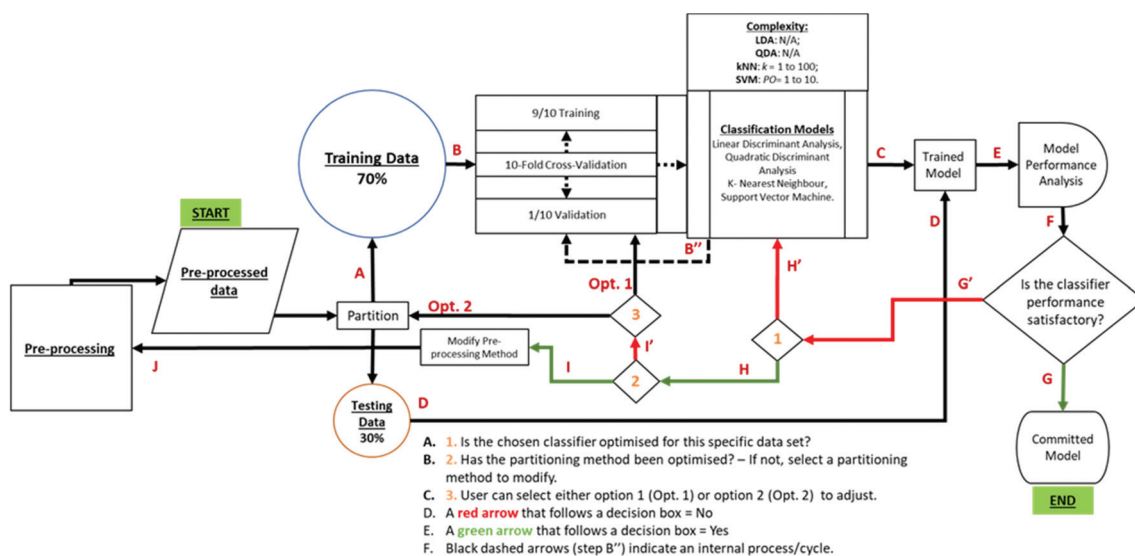 Complexity:
LDA: N/A;
QDA: N/A
kNN: k = 1 to 100;
SVM: PO= 1 to 10.
Training Data
70%
B
9/10 Training
10-Fold Cross-Validation
1/10 Validation
Classification Models
Linear Discriminant Analysis,
Quadratic Discriminant
Analysis
K- Nearest Neighbour,
Support Vector Machine.
C
Trained
Model
E
Model
Performance
Analysis
START
Pre-processed
data
A
B''
D
F
Opt. 1
H'
G'
Is the classifier
performance
satisfactory?
Pre-processing
Partition
Opt. 2
3
1
Modify Pre-
processing Method
I'
J
I
2
H
G
Testing
Data
30%
D
Committed
Model
END
A. 1. Is the chosen classifier optimised for this specific data set?
B. 2. Has the partitioning method been optimised? – If not, select a partitioning
method to modify.
C. 3. User can select either option 1 (Opt. 1) or option 2 (Opt. 2) to adjust.
D. A red arrow that follows a decision box = No
E. A green arrow that follows a decision box = Yes
F. Black dashed arrows (step B'') indicate an internal process/cycle.